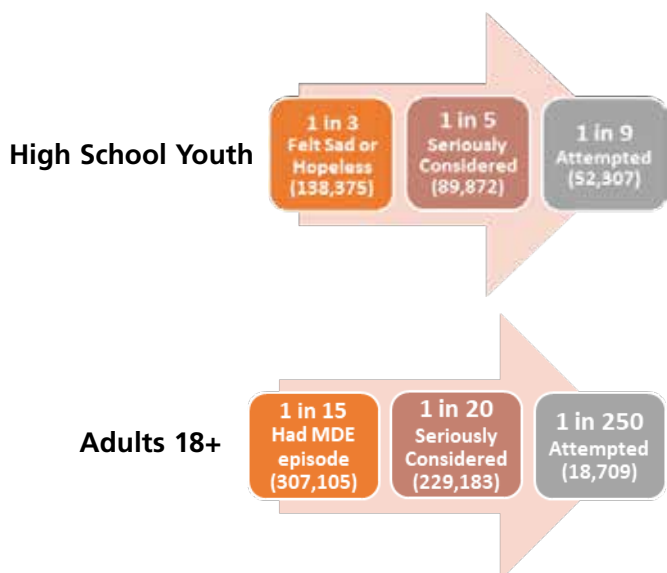 High School Youth
1 in 3
Felt Sad or
Hopeless
(138,375)
1 in 5
Seriously
Considered
(89,872)
1 in 9
Attempted
(52,307)
Adults 18+
1 in 15
Had MDE
episode
(307,105)
1 in 20
Seriously
Considered
(229,183)
1 in 250
Attempted
(18,709)